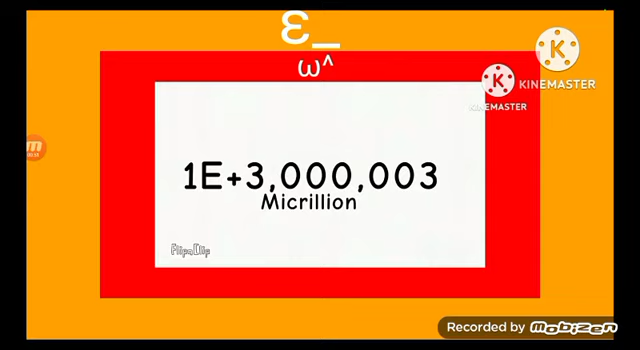 ε_
ω^
KINEMASTER
KINEMASTER
1E+3,000,003
Micrillion
FlipaClip
Recorded by Mobizen